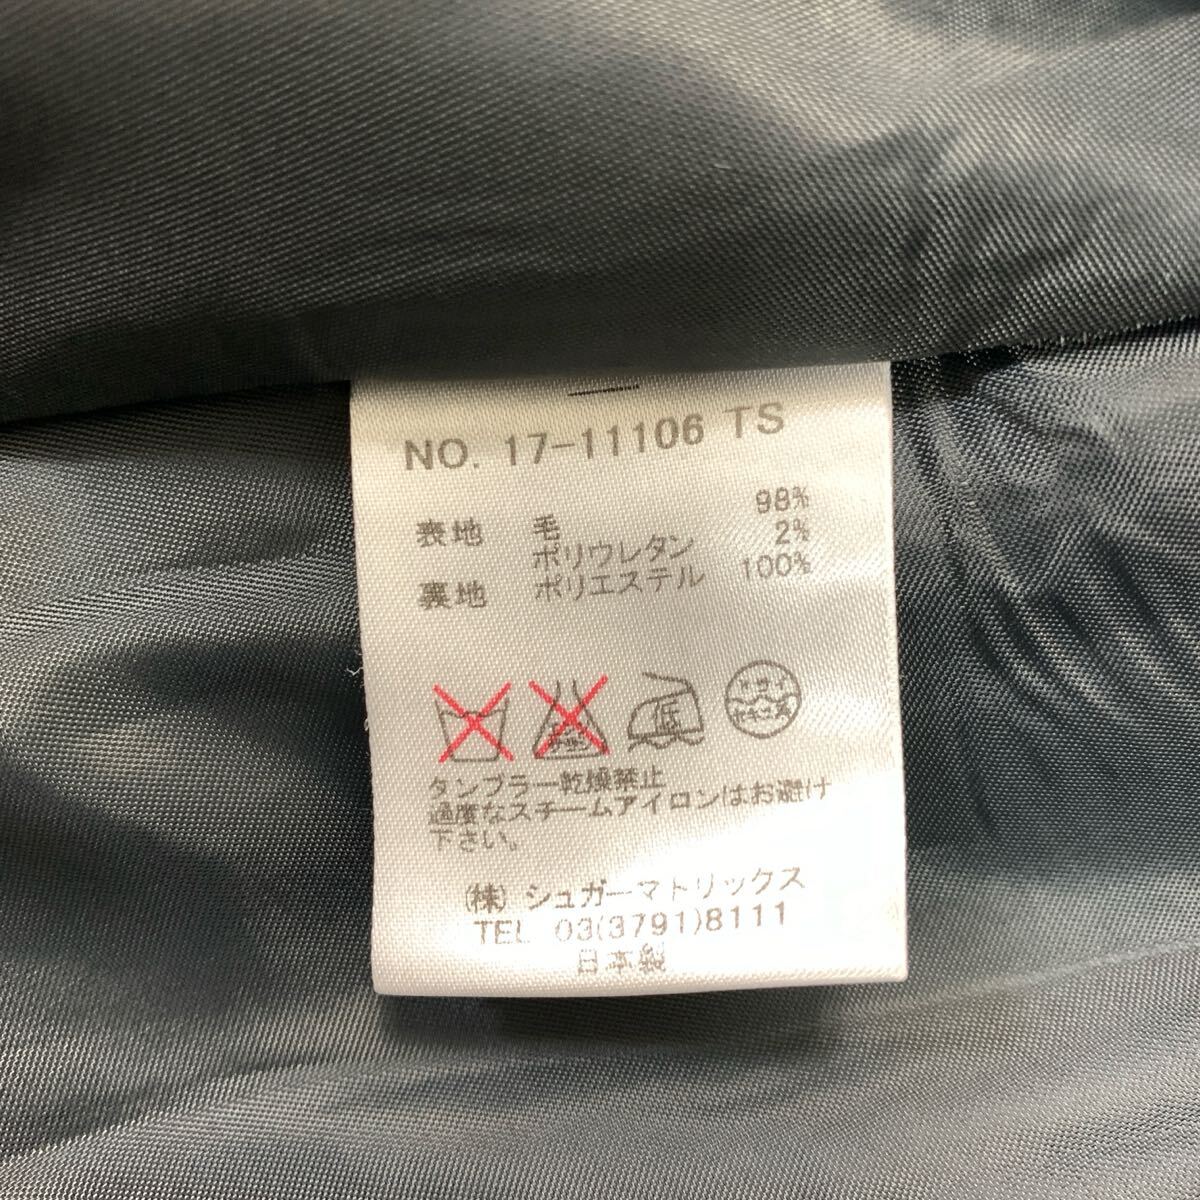 NO. 17-11106 TS
表地 毛 98%
ポリウレタン 2%
裏地 ポリエステル 100%
低
タンブラー乾燥禁止
過度なスチームアイロンはお避け
下さい。
(株)シュガーマトリックス
TEL 03(3791)8111
日本製